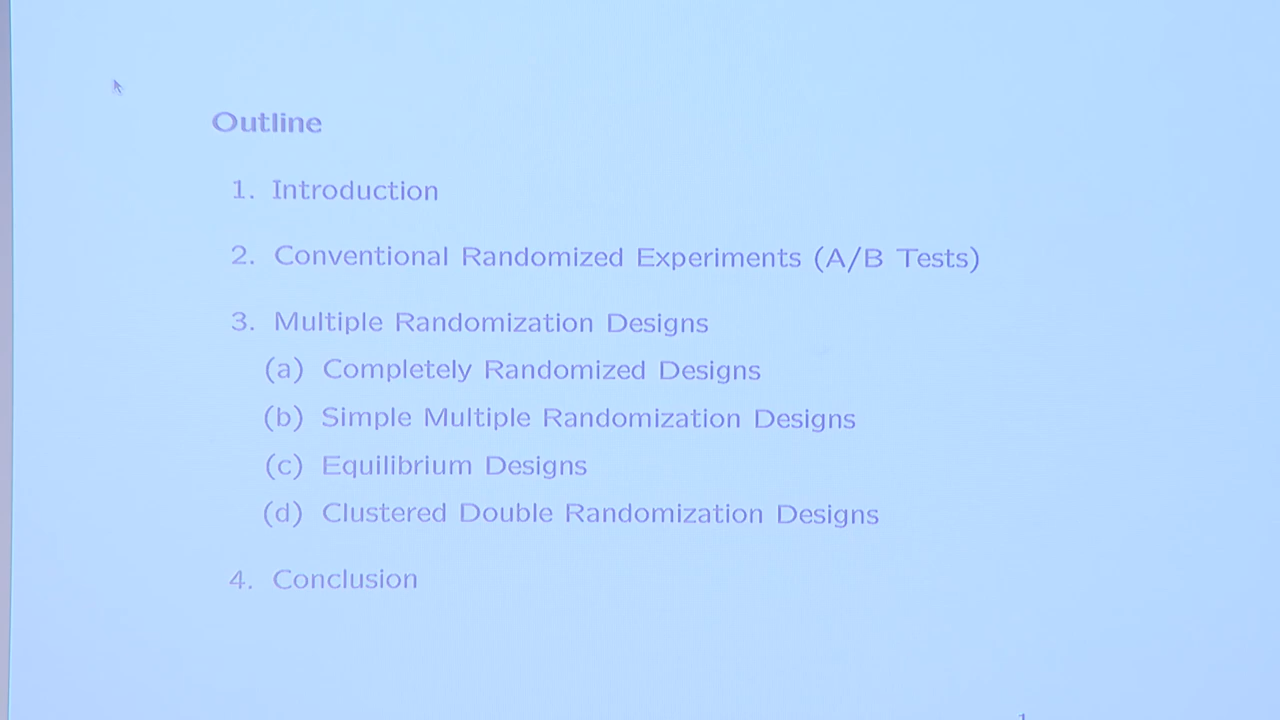 Outline
1. Introduction
2. Conventional Randomized Experiments (A/B Tests)
3. Multiple Randomization Designs
(a) Completely Randomized Designs
(b) Simple Multiple Randomization Designs
(c) Equilibrium Designs
(d) Clustered Double Randomization Designs
4. Conclusion
1